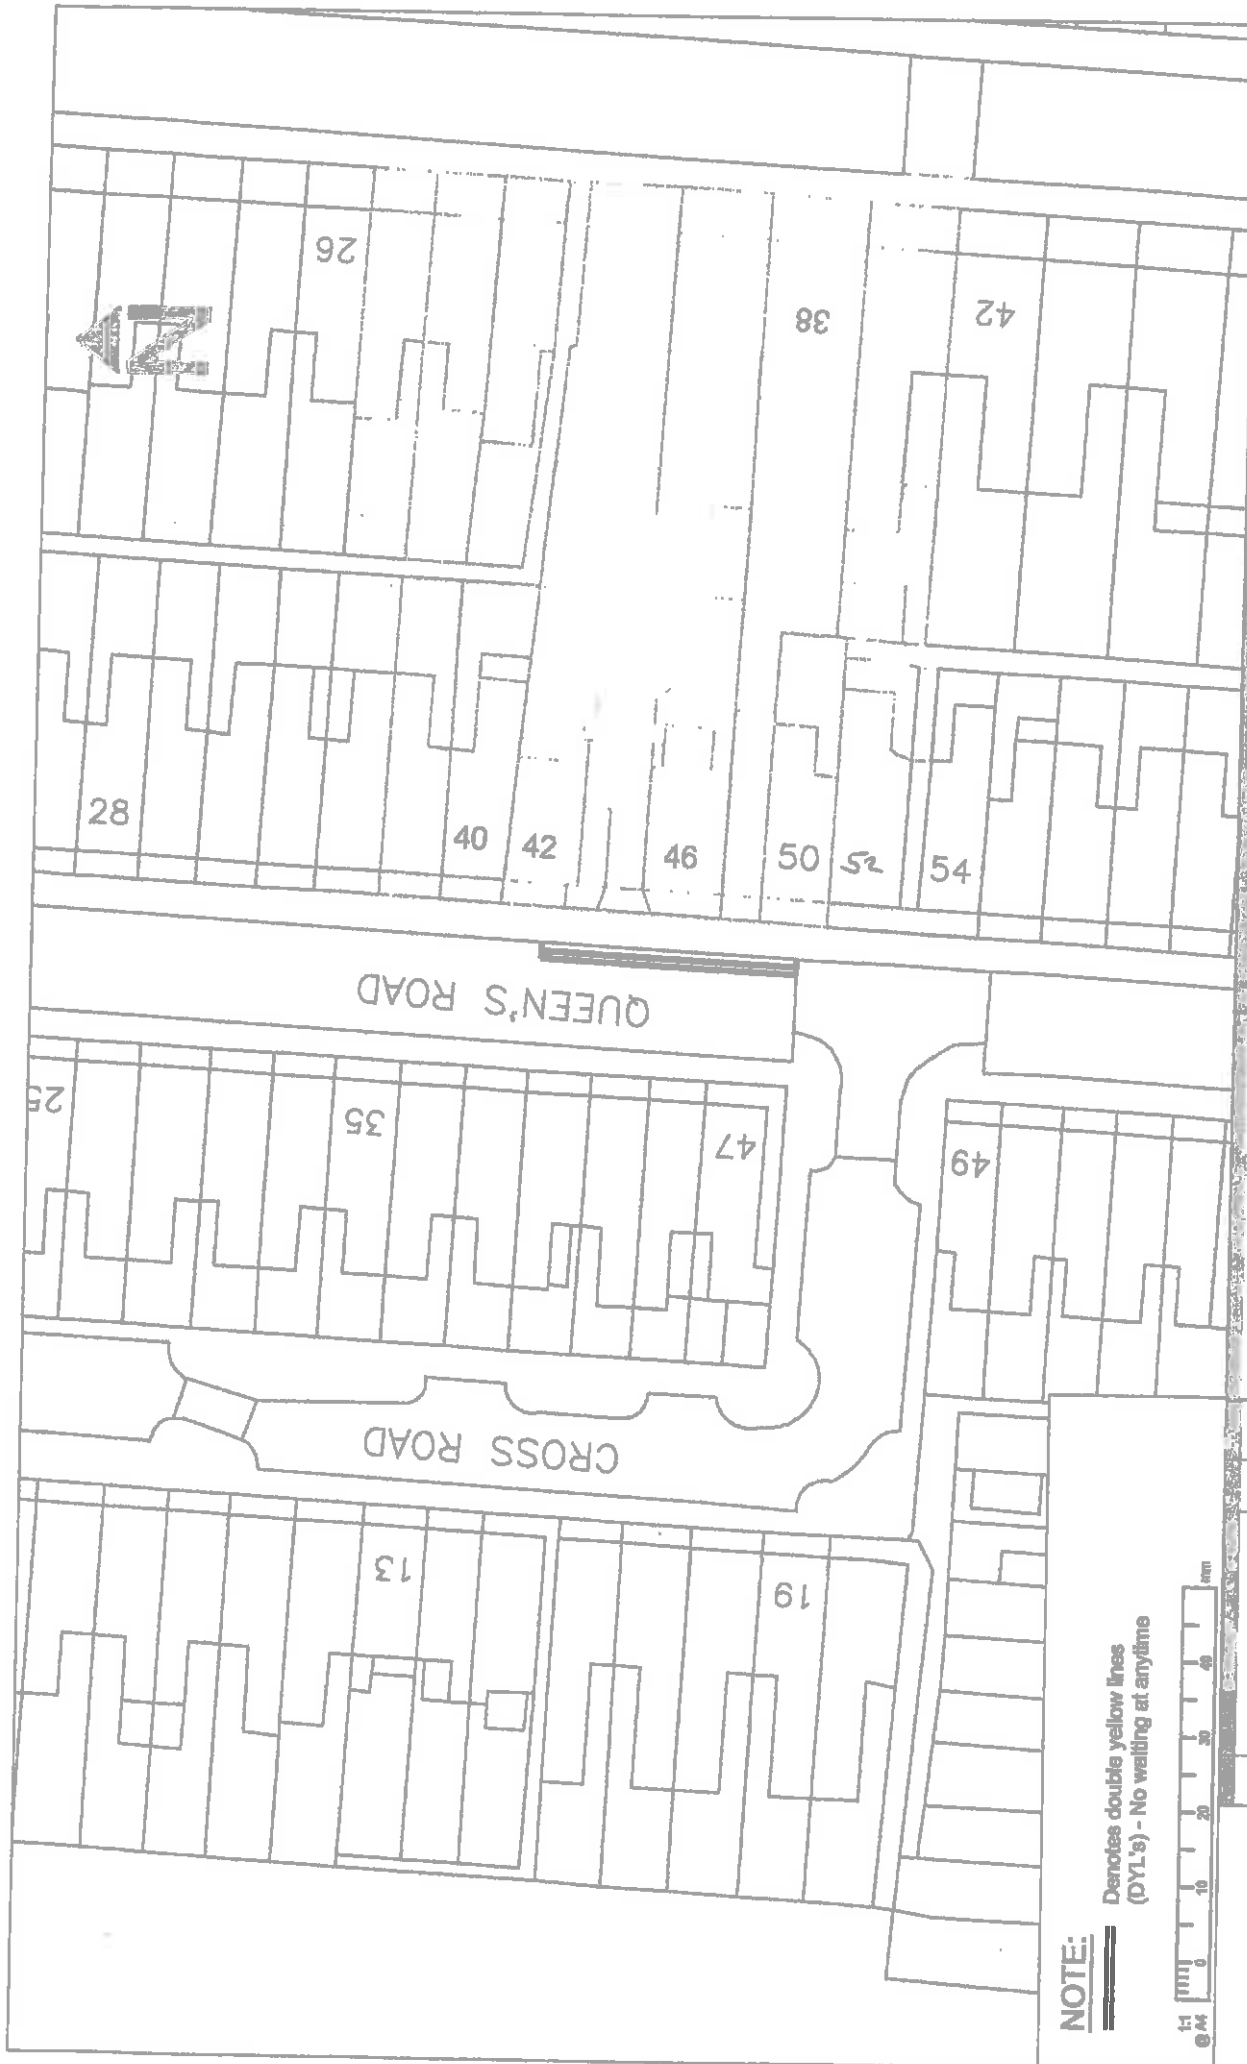 26
N
38
42
28
40
42
46
50
52
54
QUEEN'S ROAD
25
35
47
49
CROSS ROAD
13
19
NOTE:
Denotes double yellow lines
(DYL's) - No waiting at anytime
0 10 20 30 40 mm
1:1
@ A4